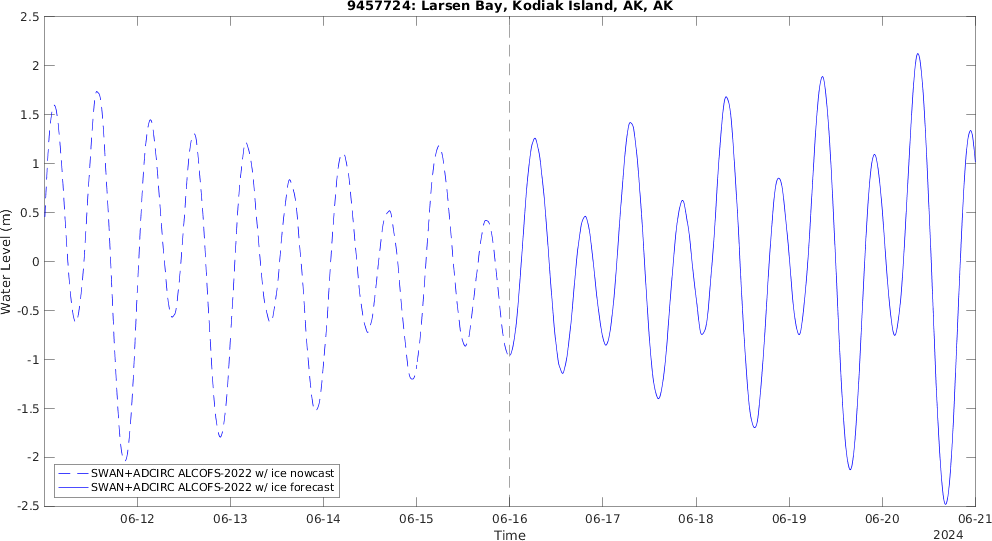 9457724: Larsen Bay, Kodiak Island, AK, AK
2.5
2
1.5
1
0.5
0
-0.5
-1
-1.5
-2
-2.5
Water Level (m)
SWAN+ADCIRC ALCOFS-2022 w/ ice nowcast
SWAN+ADCIRC ALCOFS-2022 w/ ice forecast
06-12 06-13 06-14 06-15 06-16 06-17 06-18 06-19 06-20 06-21
Time
2024